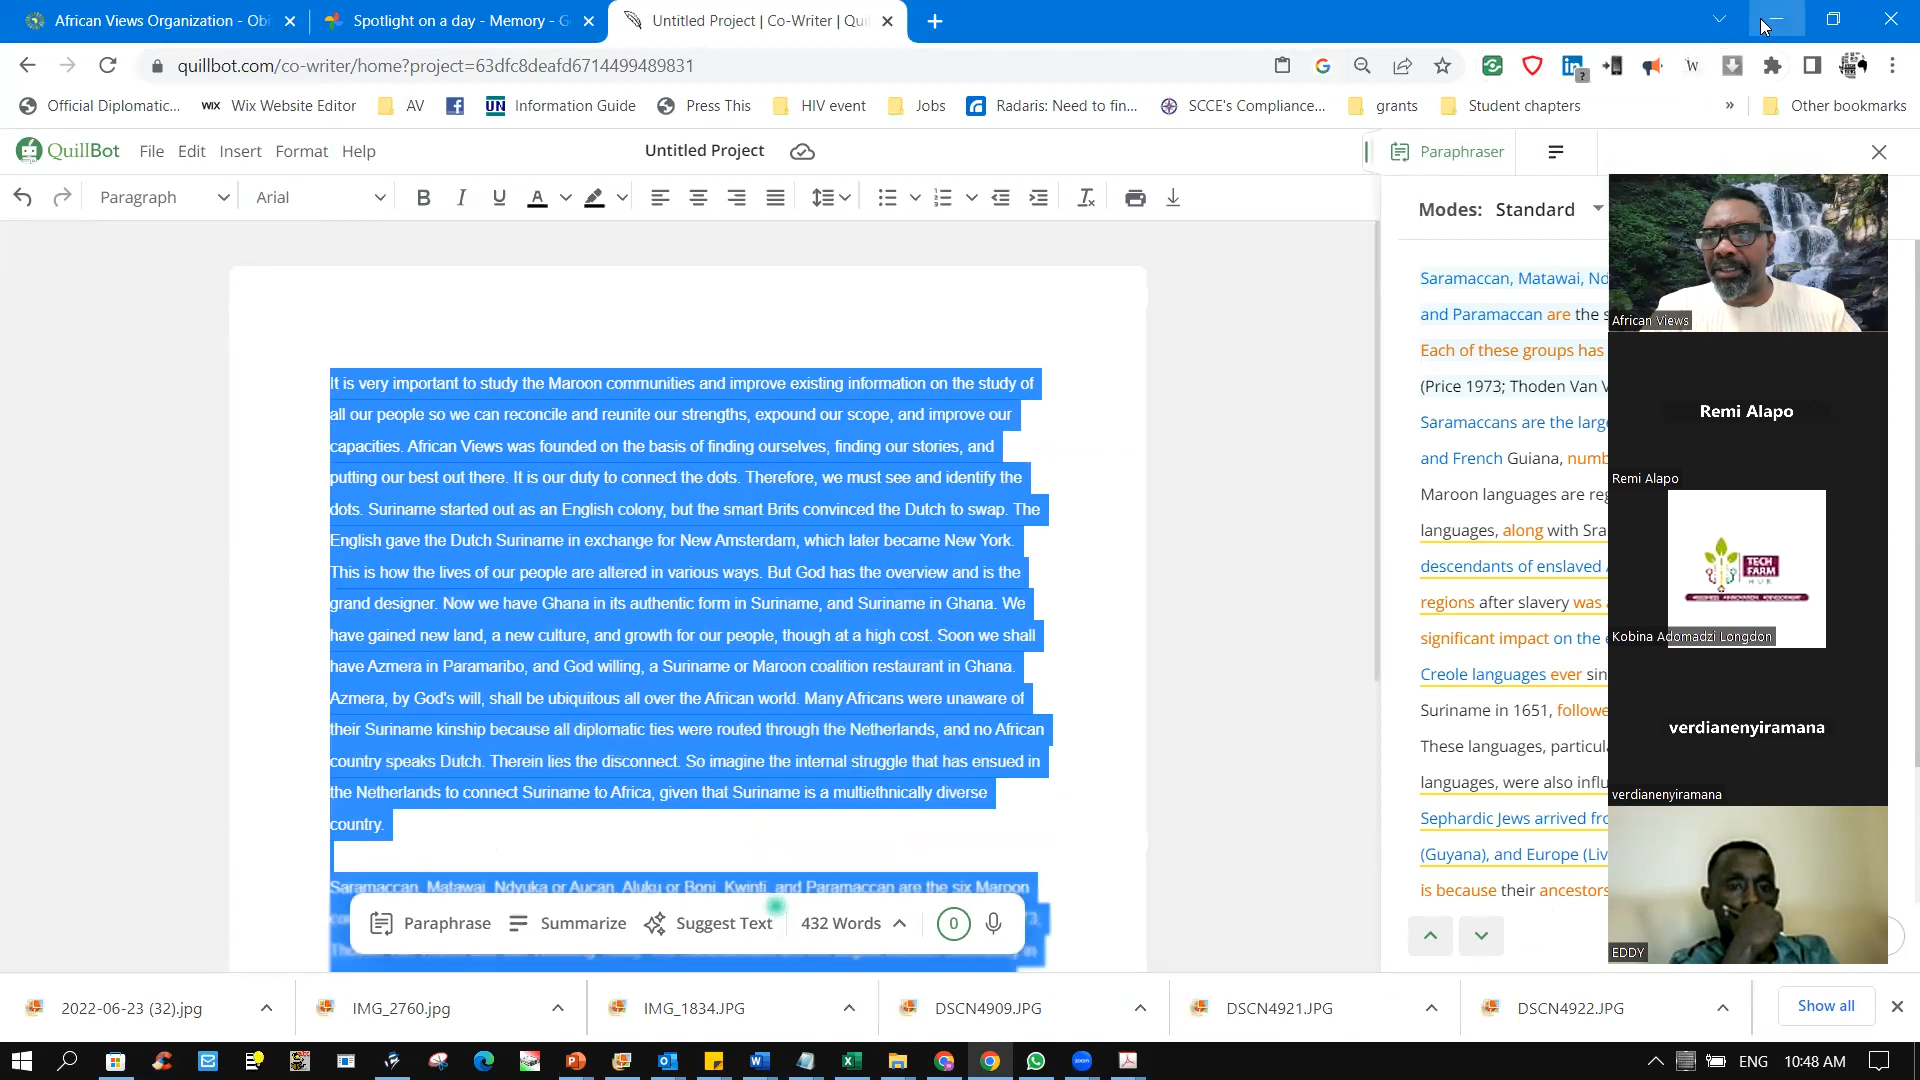 African Views Organization - Obi
Spotlight on a day - Memory - G
Untitled Project | Co-Writer | Qui
quillbot.com/co-writer/home?project=63dfc8deafd6714499489831
Official Diplomatic...
WIX Wix Website Editor
AV
UN Information Guide
Press This
HIV event
Jobs
Radaris: Need to fin...
SCCE's Compliance...
grants
Student chapters
»
Other bookmarks
QuillBot
File
Edit
Insert
Format
Help
Untitled Project
Paraphraser
Paragraph
Arial
B I U A
Modes: Standard
It is very important to study the Maroon communities and improve existing information on the study of
all our people so we can reconcile and reunite our strengths, expound our scope, and improve our
capacities. African Views was founded on the basis of finding ourselves, finding our stories, and
putting our best out there. It is our duty to connect the dots. Therefore, we must see and identify the
dots. Suriname started out as an English colony, but the smart Brits convinced the Dutch to swap. The
English gave the Dutch Suriname in exchange for New Amsterdam, which later became New York.
This is how the lives of our people are altered in various ways. But God has the overview and is the
grand designer. Now we have Ghana in its authentic form in Suriname, and Suriname in Ghana. We
have gained new land, a new culture, and growth for our people, though at a high cost. Soon we shall
have Azmera in Paramaribo, and God willing, a Suriname or Maroon coalition restaurant in Ghana.
Azmera, by God's will, shall be ubiquitous all over the African world. Many Africans were unaware of
their Suriname kinship because all diplomatic ties were routed through the Netherlands, and no African
country speaks Dutch. Therein lies the disconnect. So imagine the internal struggle that has ensued in
the Netherlands to connect Suriname to Africa, given that Suriname is a multiethnically diverse
country.
Saramaccan, Matawai, Ndyuka or Aucan, Aluku or Boni, Kwinti, and Paramaccan are the six Maroon
Paraphrase
Summarize
Suggest Text
432 Words
0
Saramaccan, Matawai, Nd
and Paramaccan are the s
Each of these groups has
(Price 1973; Thoden Van V
Saramaccans are the larg
and French Guiana, numb
Maroon languages are reg
languages, along with Sra
descendants of enslaved
regions after slavery was
significant impact on the e
Creole languages ever sin
Suriname in 1651, followe
These languages, particula
languages, were also influ
Sephardic Jews arrived fro
(Guyana), and Europe (Liv
is because their ancestors
African Views
Remi Alapo
Remi Alapo
TECH
FARM
HUB
Kobina Adomadzi Longdon
verdianenyiramana
verdianenyiramana
EDDY
2022-06-23 (32).jpg
IMG_2760.jpg
IMG_1834.JPG
DSCN4909.JPG
DSCN4921.JPG
DSCN4922.JPG
Show all
ENG
10:48 AM